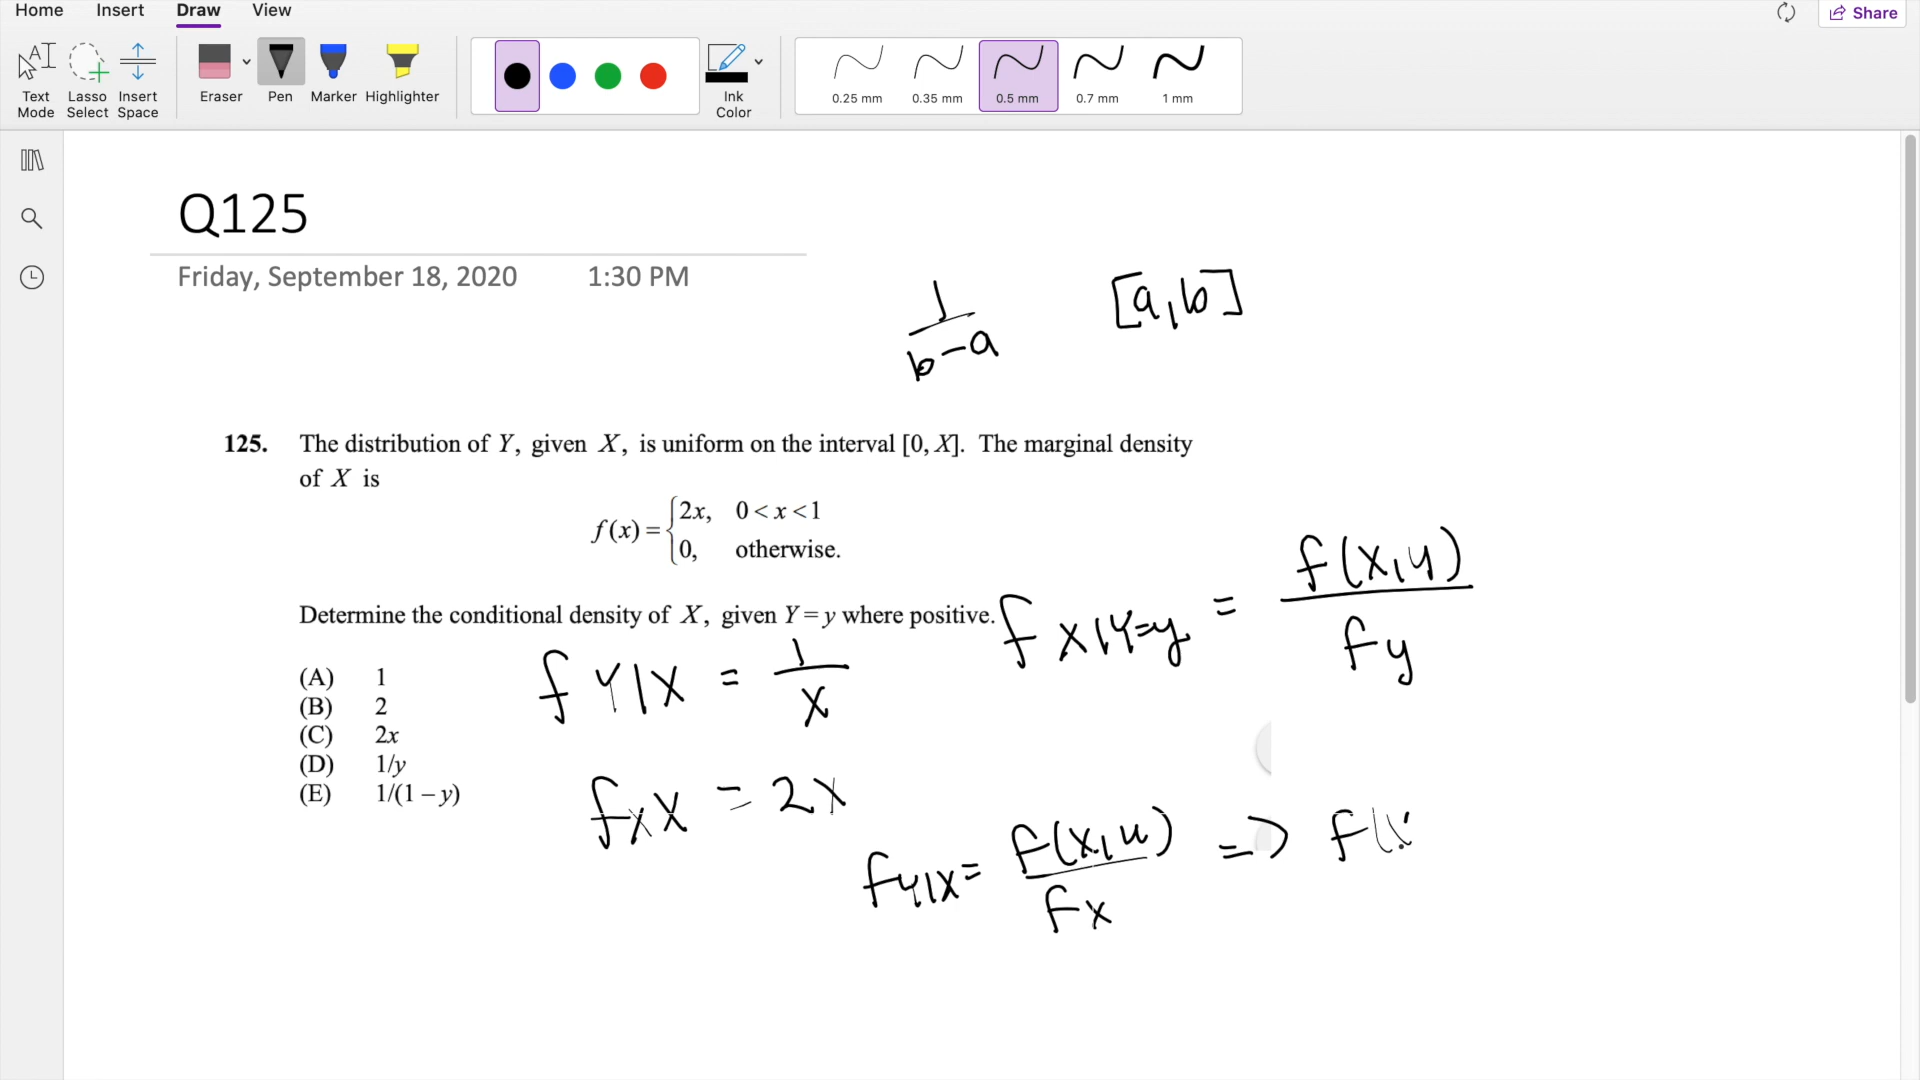 Home Insert Draw View
Share
Text Mode
Lasso Select
Insert Space
Eraser
Pen
Marker
Highlighter
Ink Color
0.25 mm
0.35 mm
0.5 mm
0.7 mm
1 mm
Q125
Friday, September 18, 2020 1:30 PM
1/(b-a) [a,b]
125. The distribution of Y, given X, is uniform on the interval [0, X]. The marginal density
of X is
f(x) = {2x, 0 < x < 1
0, otherwise.
Determine the conditional density of X, given Y = y where positive.
f X|Y=y = f(x,y) / fy
(A) 1
(B) 2
(C) 2x
(D) 1/y
(E) 1/(1 – y)
f Y|X = 1/X
fxX = 2x
fY|X = f(x,y) / fx => f(x